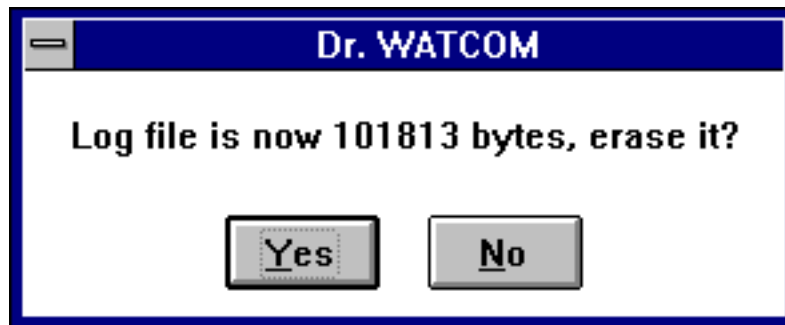 Dr. WATCOM
Log file is now 101813 bytes, erase it?
Yes No